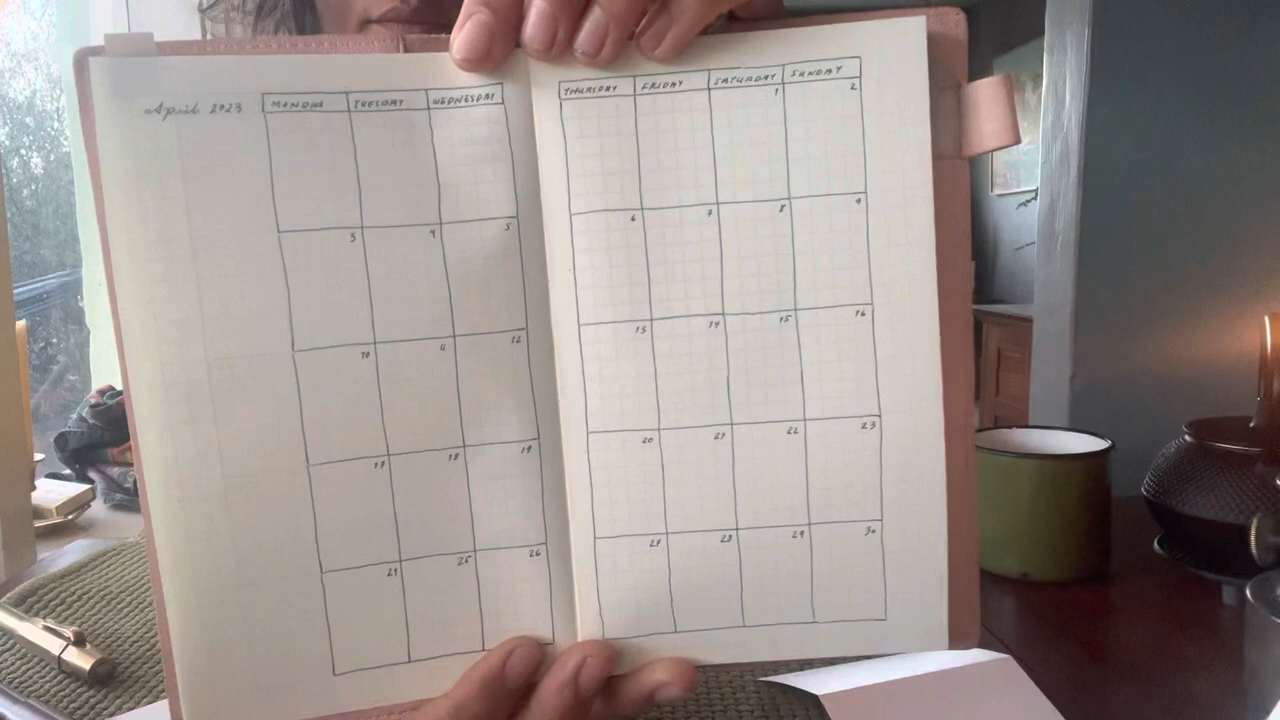 April 2023
MONDAY TUESDAY WEDNESDAY THURSDAY FRIDAY SATURDAY SUNDAY
1 2
3 4 5 6 7 8 9
10 11 12 13 14 15 16
17 18 19 20 21 22 23
24 25 26 27 28 29 30